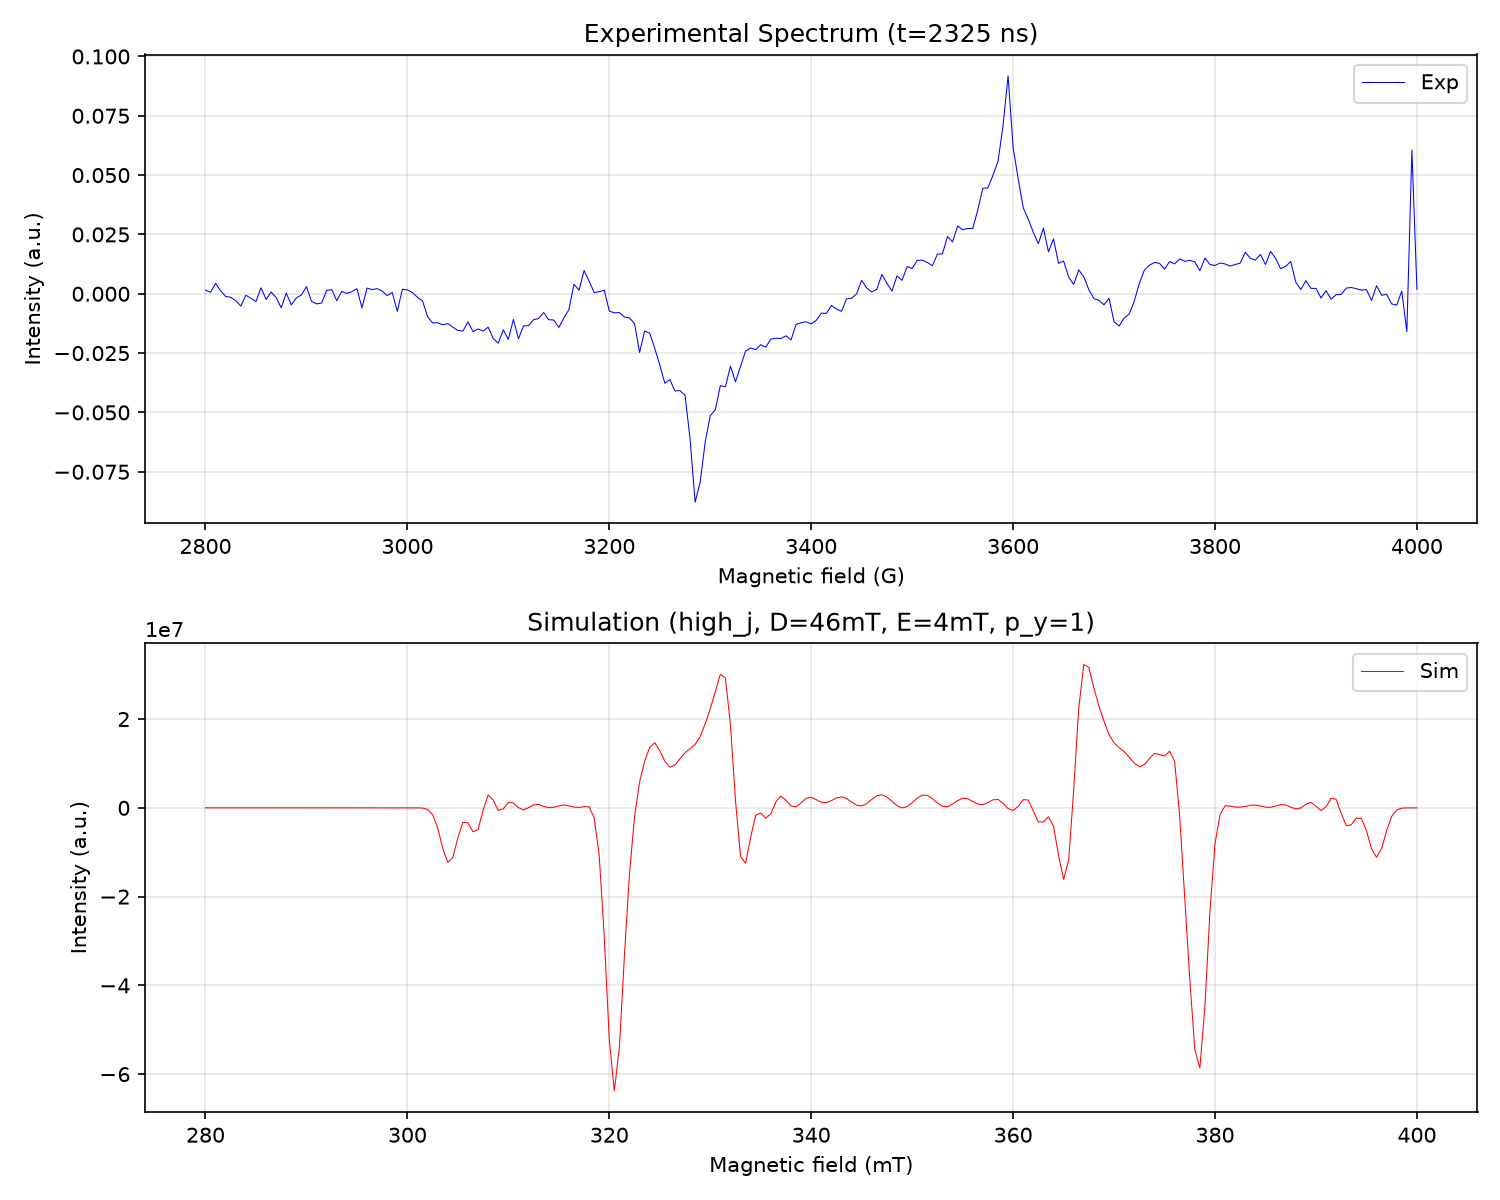 Experimental Spectrum (t=2325 ns)
0.100
0.075
0.050
0.025
0.000
−0.025
−0.050
−0.075
Intensity (a.u.)
Exp
2800 3000 3200 3400 3600 3800 4000
Magnetic field (G)
Simulation (high_j, D=46mT, E=4mT, p_y=1)
1e7
2
0
−2
−4
−6
Intensity (a.u.)
Sim
280 300 320 340 360 380 400
Magnetic field (mT)